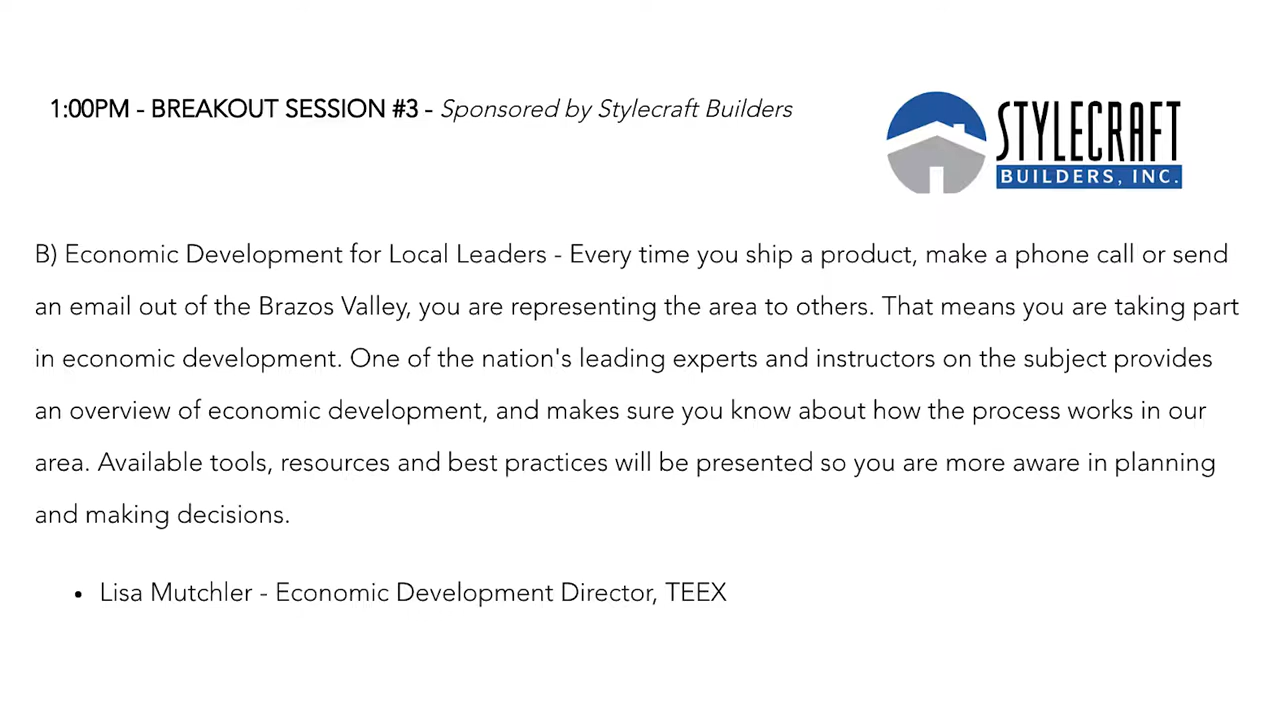 1:00PM - BREAKOUT SESSION #3 - Sponsored by Stylecraft Builders
STYLECRAFT
BUILDERS, INC.
B) Economic Development for Local Leaders - Every time you ship a product, make a phone call or send
an email out of the Brazos Valley, you are representing the area to others. That means you are taking part
in economic development. One of the nation's leading experts and instructors on the subject provides
an overview of economic development, and makes sure you know about how the process works in our
area. Available tools, resources and best practices will be presented so you are more aware in planning
and making decisions.
• Lisa Mutchler - Economic Development Director, TEEX